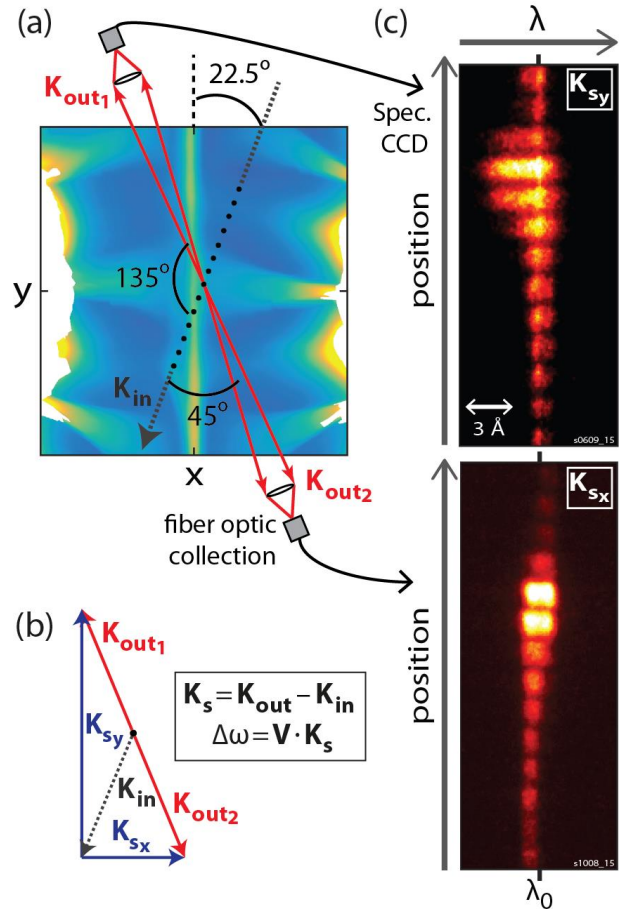 (a)
K_out1
22.5°
135°
y
K_in
45°
x
K_out2
fiber optic
collection
(b)
K_out1
K_sy
K_in
K_out2
K_sx
K_s = K_out − K_in
Δω = V · K_s
(c)
λ
Spec.
CCD
K_sy
position
3 Å
s0609_15
K_sx
position
s1008_15
λ_0